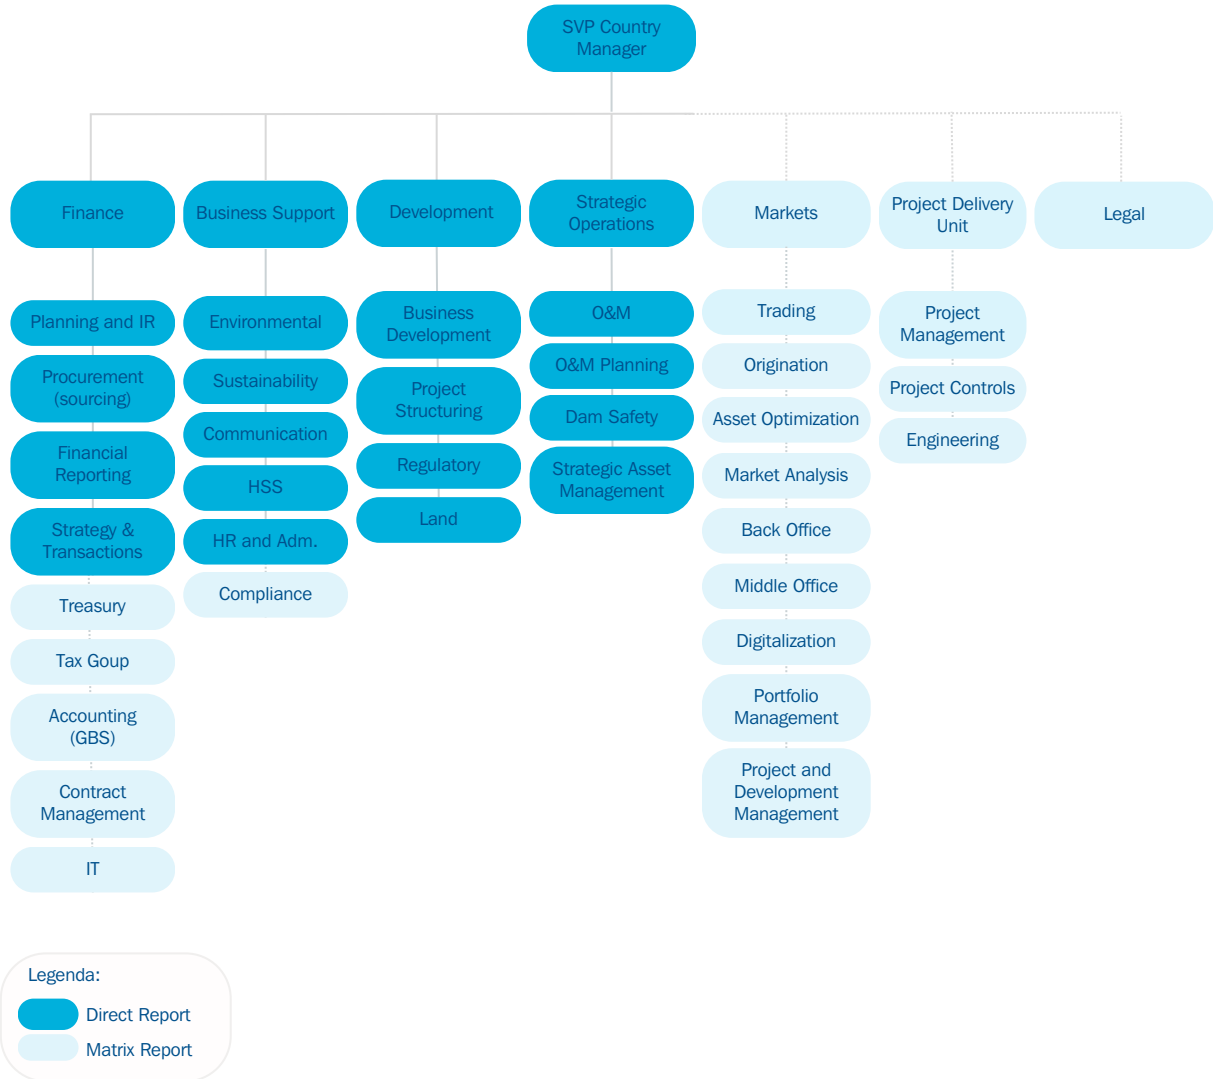 SVP Country
Manager
Finance
Business Support
Development
Strategic
Operations
Markets
Project Delivery
Unit
Legal
Planning and IR
Procurement
(sourcing)
Financial
Reporting
Strategy &
Transactions
Treasury
Tax Goup
Accounting
(GBS)
Contract
Management
IT
Environmental
Sustainability
Communication
HSS
HR and Adm.
Compliance
Business
Development
Project
Structuring
Regulatory
Land
O&M
O&M Planning
Dam Safety
Strategic Asset
Management
Trading
Origination
Asset Optimization
Market Analysis
Back Office
Middle Office
Digitalization
Portfolio
Management
Project and
Development
Management
Project
Management
Project Controls
Engineering
Legenda:
Direct Report
Matrix Report